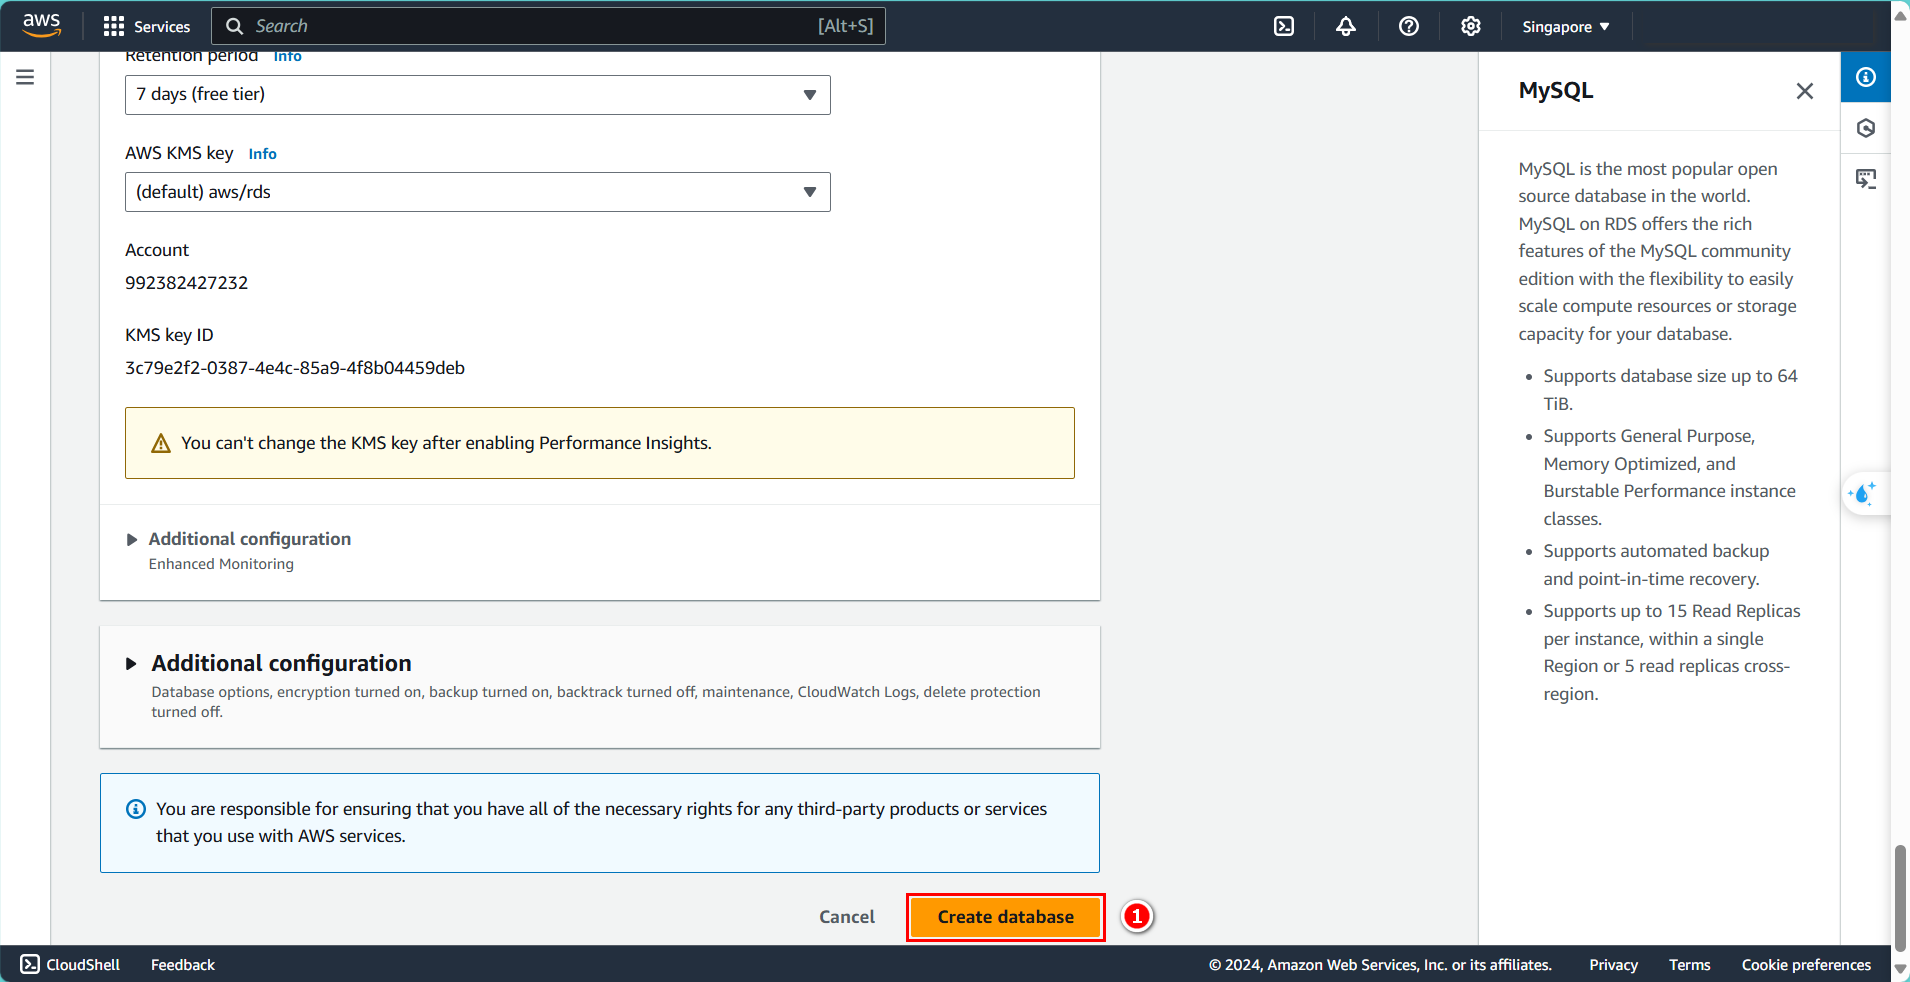 aws
Services
Search
[Alt+S]
Singapore
Retention period Info
7 days (free tier)
AWS KMS key Info
(default) aws/rds
Account
992382427232
KMS key ID
3c79e2f2-0387-4e4c-85a9-4f8b04459deb
You can't change the KMS key after enabling Performance Insights.
Additional configuration
Enhanced Monitoring
Additional configuration
Database options, encryption turned on, backup turned on, backtrack turned off, maintenance, CloudWatch Logs, delete protection
turned off.
You are responsible for ensuring that you have all of the necessary rights for any third-party products or services
that you use with AWS services.
Cancel
Create database
1
MySQL
MySQL is the most popular open
source database in the world.
MySQL on RDS offers the rich
features of the MySQL community
edition with the flexibility to easily
scale compute resources or storage
capacity for your database.
• Supports database size up to 64
TiB.
• Supports General Purpose,
Memory Optimized, and
Burstable Performance instance
classes.
• Supports automated backup
and point-in-time recovery.
• Supports up to 15 Read Replicas
per instance, within a single
Region or 5 read replicas cross-
region.
CloudShell
Feedback
© 2024, Amazon Web Services, Inc. or its affiliates.
Privacy
Terms
Cookie preferences